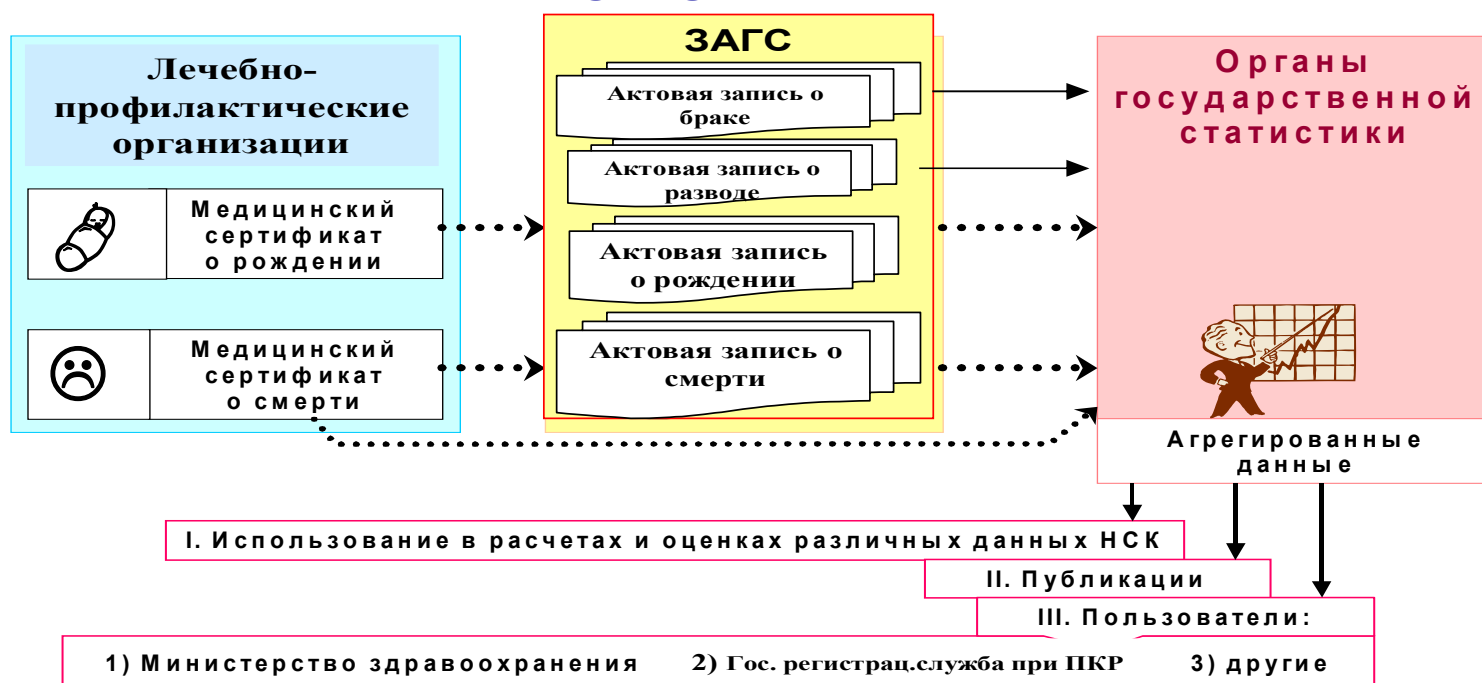 Лечебно-
профилактические
организации
Медицинский
сертификат
о рождении
Медицинский
сертификат
о смерти
ЗАГС
Актовая запись о
браке
Актовая запись о
разводе
Актовая запись
о рождении
Актовая запись о
смерти
Органы
государственной
статистики
Агрегированные
данные
I. Использование в расчетах и оценках различных данных НСК
II. Публикации
III. Пользователи:
1) Министерство здравоохранения 2) Гос. регистрац.служба при ПКР 3) другие